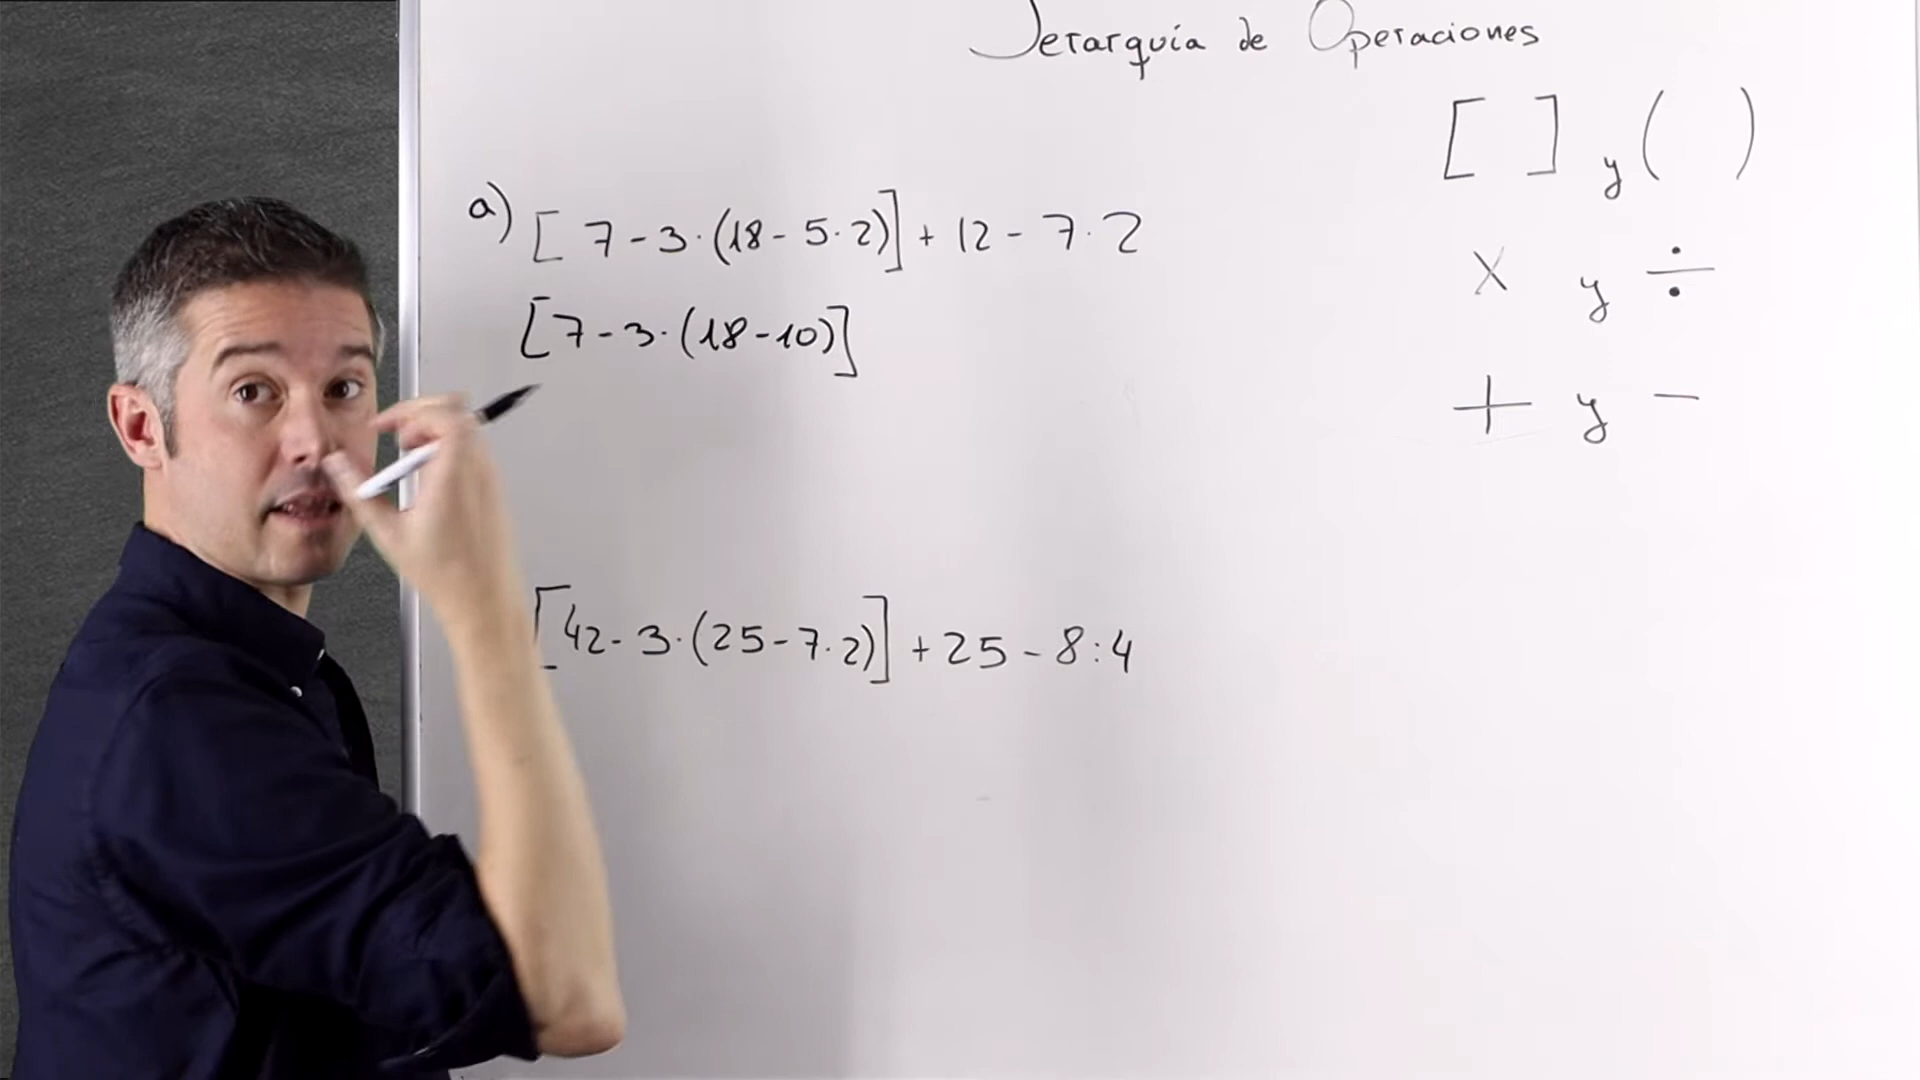 Jerarquía de Operaciones
[ ] y ( )
x y ÷
+ y -
a) [7-3·(18-5·2)]+12-7·2
[7-3·(18-10)]
[42-3·(25-7·2)]+25-8:4